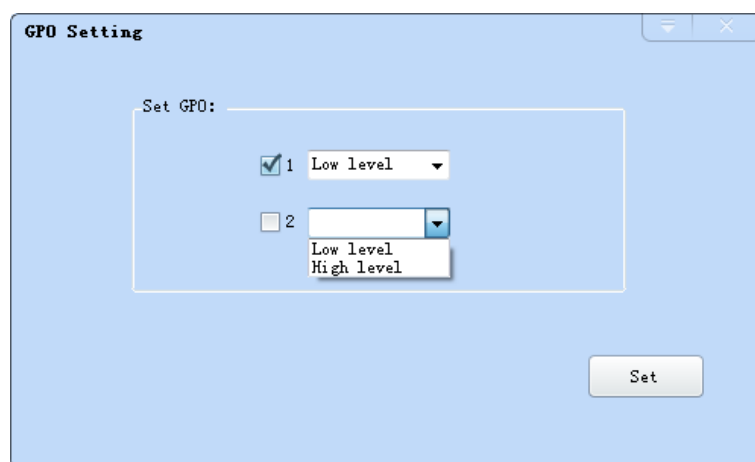 GPO Setting
Set GPO:
1 Low level
2
Low level
High level
Set